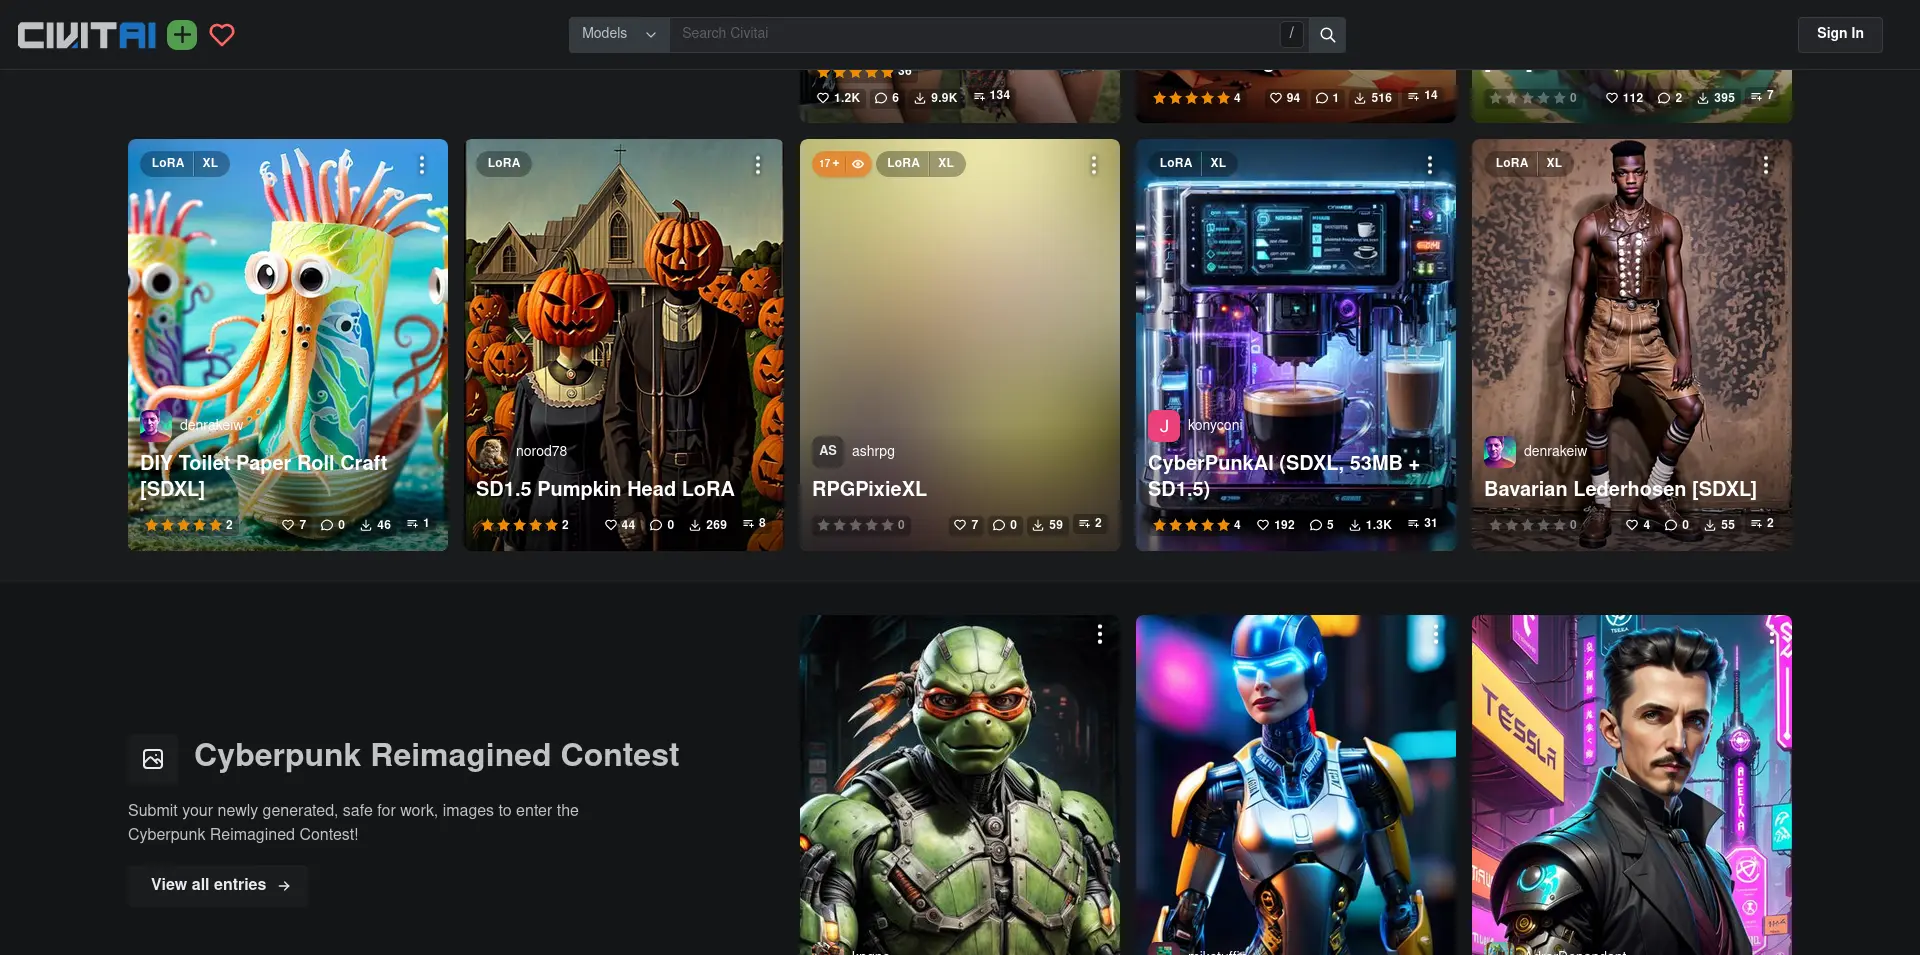 CIVITAI
Models
Search Civitai
/
Sign In
36
1.2K 6 9.9K 134
4 94 1 516 14
0 112 2 395 7
LoRA XL
denrakeiw
DIY Toilet Paper Roll Craft
[SDXL]
2 7 0 46 1
LoRA
norod78
SD1.5 Pumpkin Head LoRA
2 44 0 269 8
17+ LoRA XL
AS ashrpg
RPGPixieXL
0 7 0 59 2
LoRA XL
J konyconi
CyberPunkAI (SDXL, 53MB +
SD1.5)
4 192 5 1.3K 31
LoRA XL
denrakeiw
Bavarian Lederhosen [SDXL]
0 4 0 55 2
Cyberpunk Reimagined Contest
Submit your newly generated, safe for work, images to enter the
Cyberpunk Reimagined Contest!
View all entries
TESSLA
ACELKA